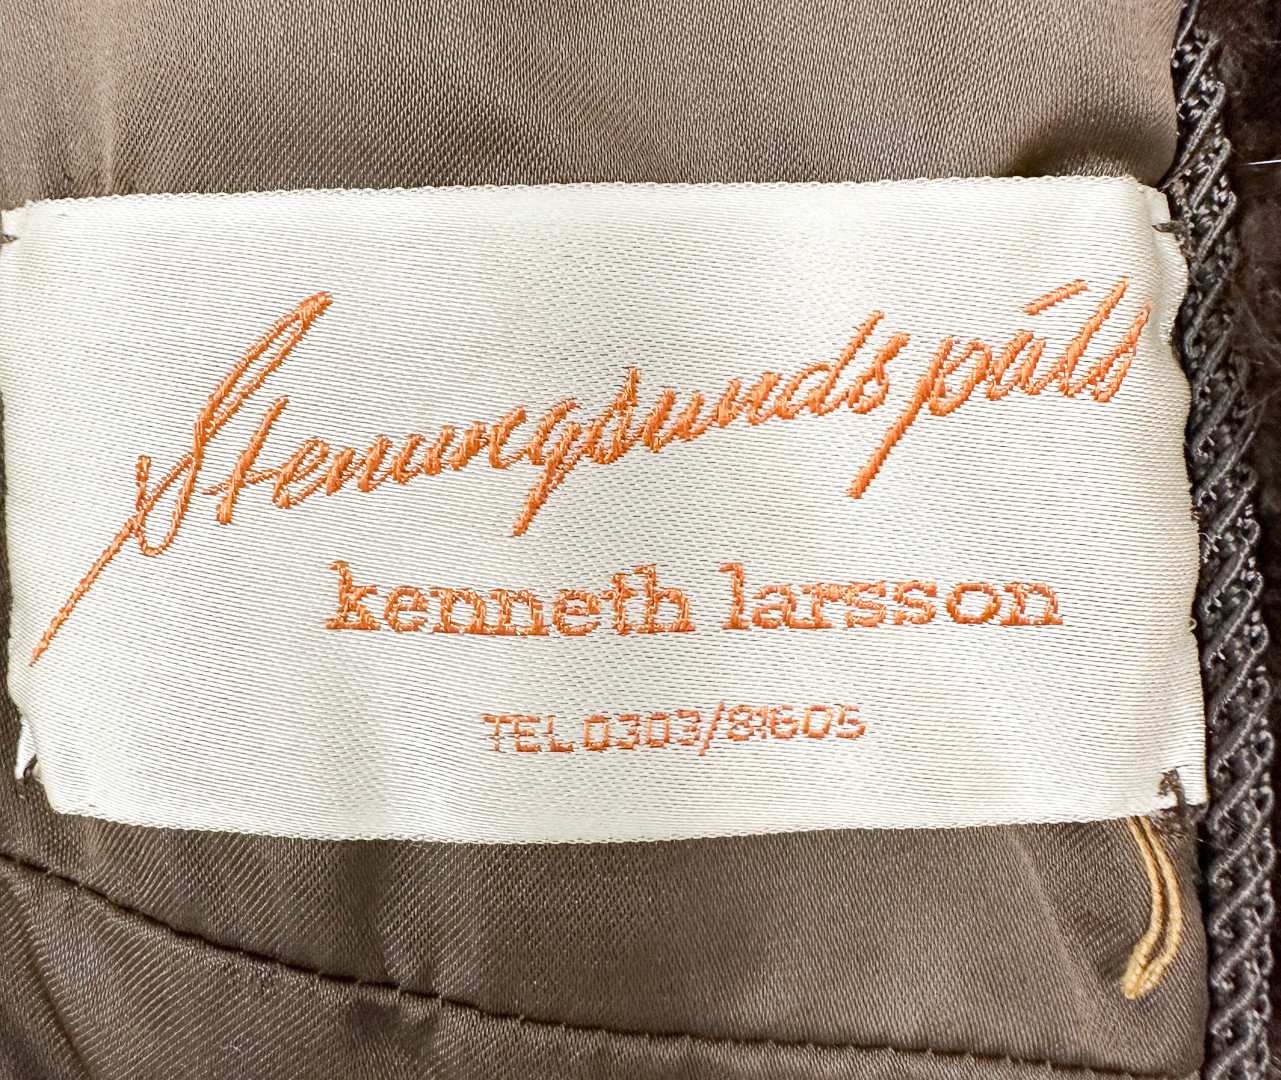 Stenungsunds päls
kenneth larsson
TEL 0303/81605